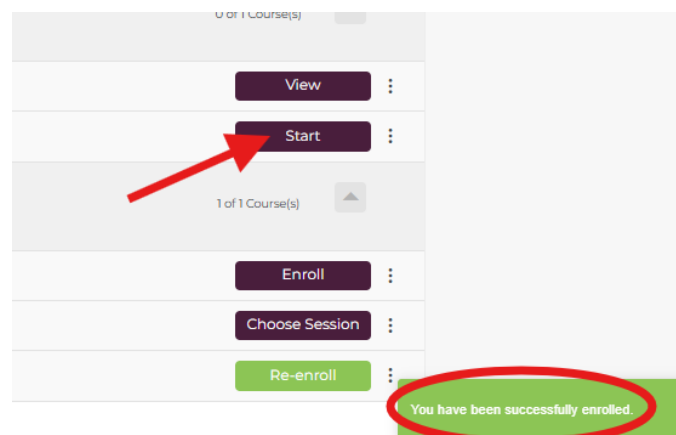 0 of 1 Course(s)
View
Start
1 of 1 Course(s)
Enroll
Choose Session
Re-enroll
You have been successfully enrolled.